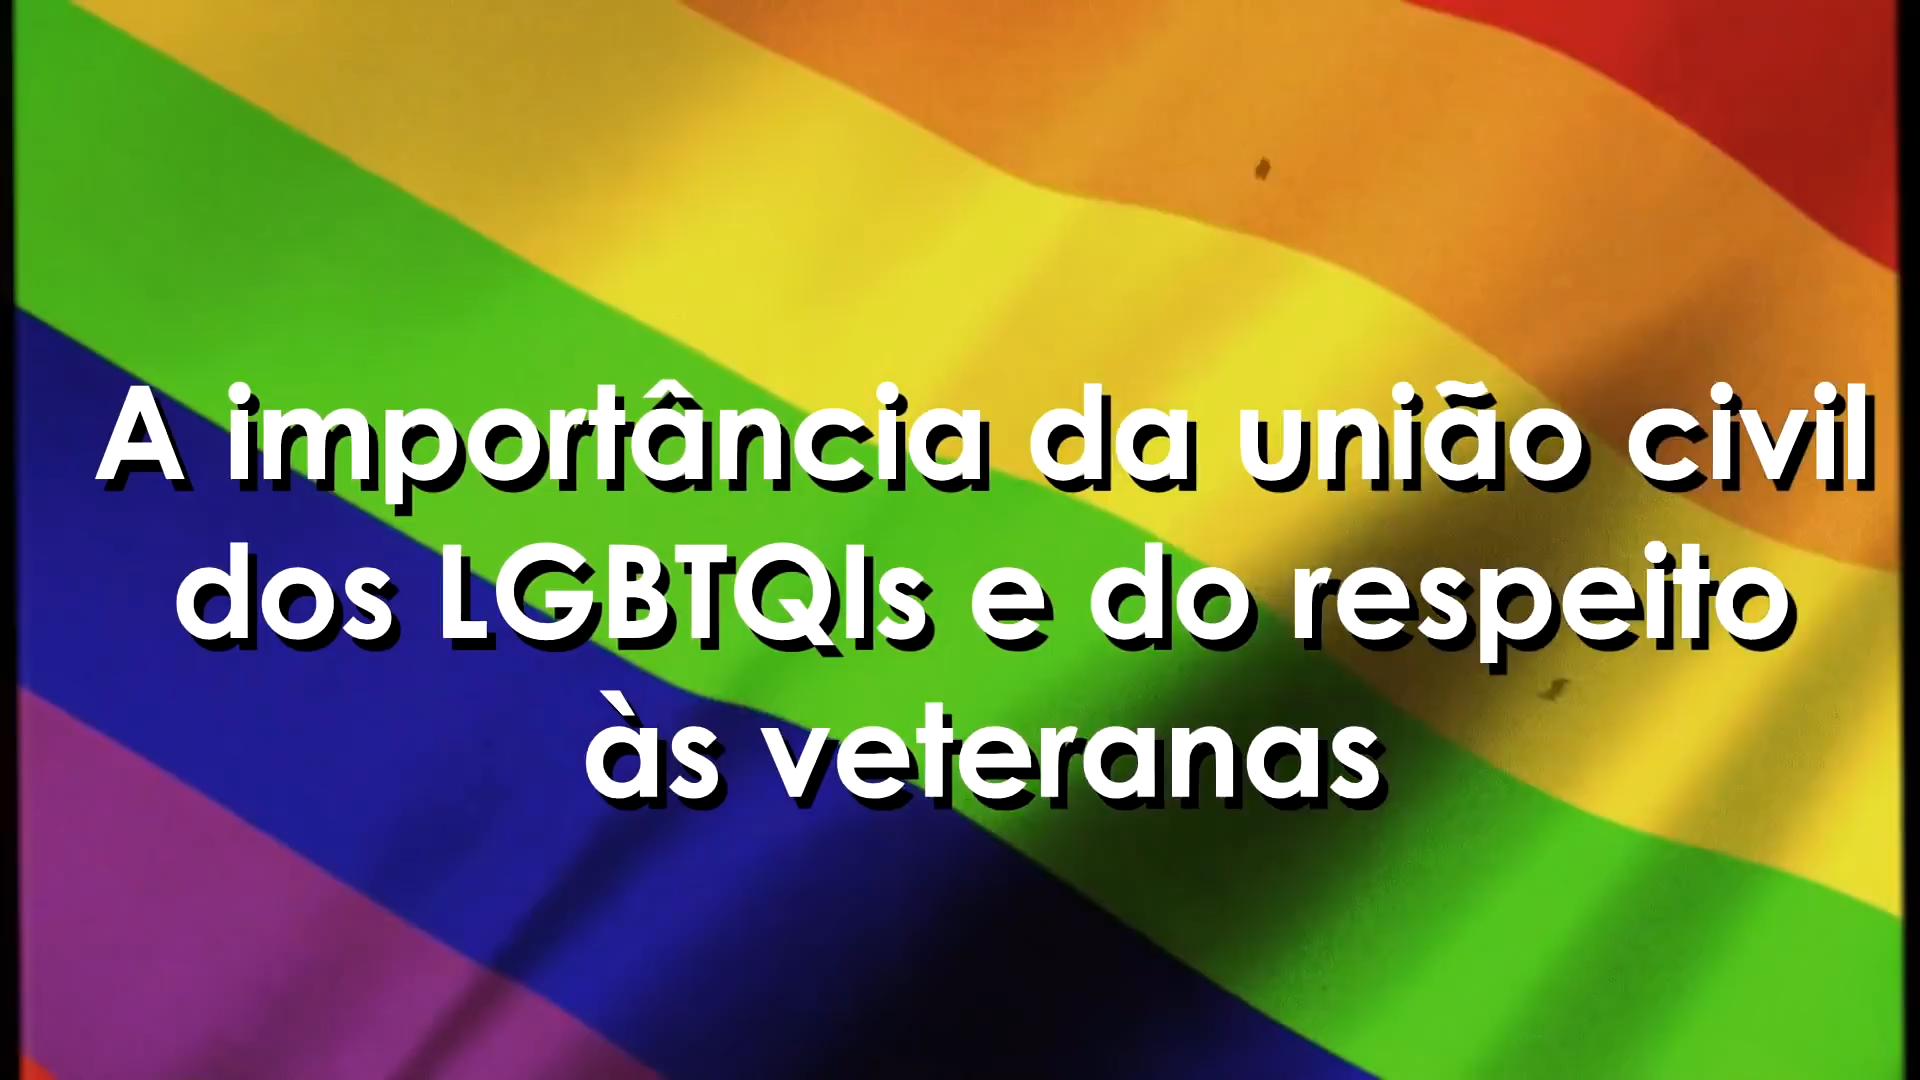 A importância da união civil
dos LGBTQIs e do respeito
às veteranas